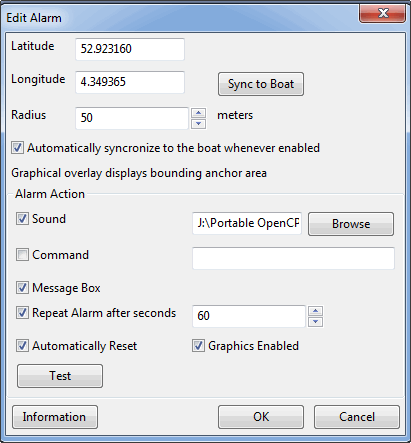 Edit Alarm
Latitude 52.923160
Longitude 4.349365 Sync to Boat
Radius 50 meters
Automatically syncronize to the boat whenever enabled
Graphical overlay displays bounding anchor area
Alarm Action
Sound J:\Portable OpenCP Browse
Command
Message Box
Repeat Alarm after seconds 60
Automatically Reset Graphics Enabled
Test
Information OK Cancel